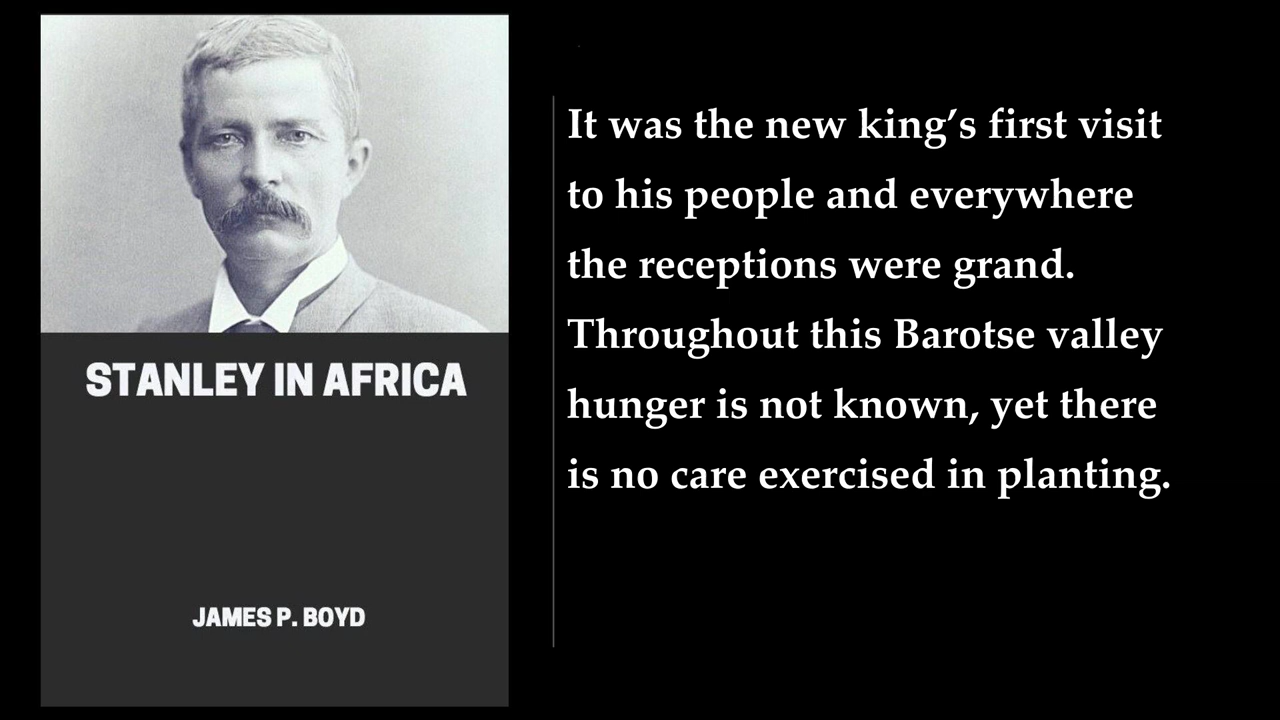 STANLEY IN AFRICA
JAMES P. BOYD
It was the new king’s first visit
to his people and everywhere
the receptions were grand.
Throughout this Barotse valley
hunger is not known, yet there
is no care exercised in planting.